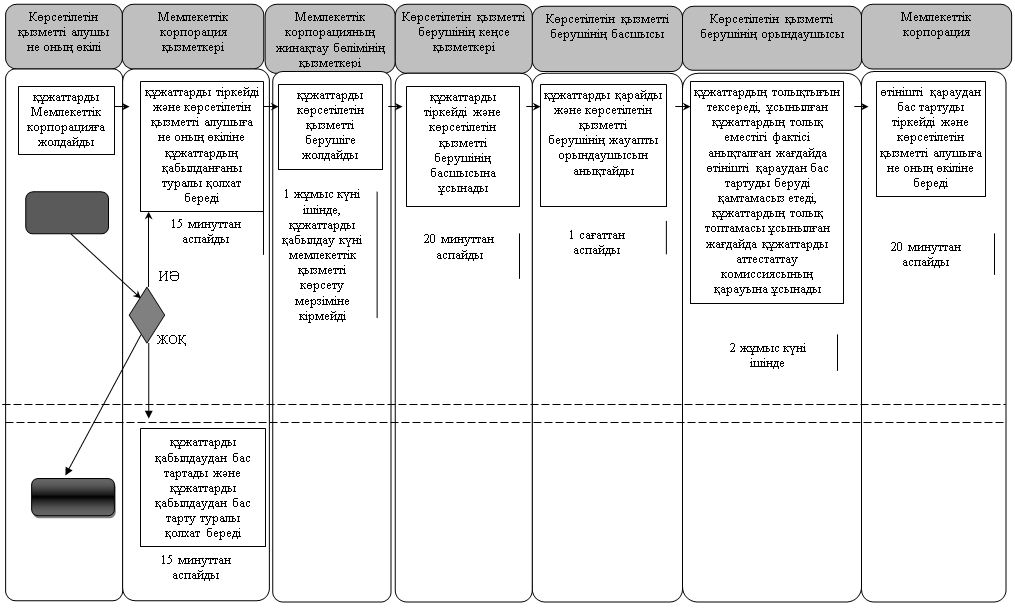 Көрсетілетін
қызметті алушы
не оның өкілі
Мемлекеттік
корпорация
қызметкері
Мемлекеттік
корпорацияның
жинақтау бөлімінің
қызметкері
Көрсетілетін қызметті
берушінің кеңсе
қызметкері
Көрсетілетін қызметті
берушінің басшысы
Көрсетілетін қызметті
берушінің орындаушысы
Мемлекеттік
корпорация
құжаттарды
Мемлекеттік
корпорацияға
жолдайды
құжаттарды тіркейді
және көрсетілетін
қызметті алушыға
не оның өкіліне
құжаттардың
қабылданғаны
туралы қолхат
береді
15 минуттан
аспайды
ИӘ
ЖОҚ
құжаттарды
қабылдаудан бас
тартады және
құжаттарды
қабылдаудан бас
тарту туралы
қолхат береді
15 минуттан
аспайды
құжаттарды
көрсетілетін
қызметті
берушіге
жолдайды
1 жұмыс күні
ішінде,
құжаттарды
қабылдау күні
мемлекеттік
қызметті
көрсету
мерзіміне
кірмейді
құжаттарды
тіркейді және
көрсетілетін
қызметті
берушінің
басшысына
ұсынады
20 минуттан
аспайды
құжаттарды қарайды
және көрсетілетін
қызметті
берушінің жауапты
орындаушысын
анықтайды
1 сағаттан
аспайды
құжаттардың толықтығын
тексереді, ұсынылған
құжаттардың толық
еместігі фактісі
анықталған жағдайда
өтінішті қараудан бас
тартуды беруді
қамтамасыз етеді,
құжаттардың толық
топтамасы ұсынылған
жағдайда құжаттарды
аттестаттау
комиссиясының
қарауына ұсынады
2 жұмыс күні
ішінде
өтінішті қараудан
бас тартуды
тіркейді және
көрсетілетін
қызметті алушыға
не оның өкіліне
береді
20 минуттан
аспайды